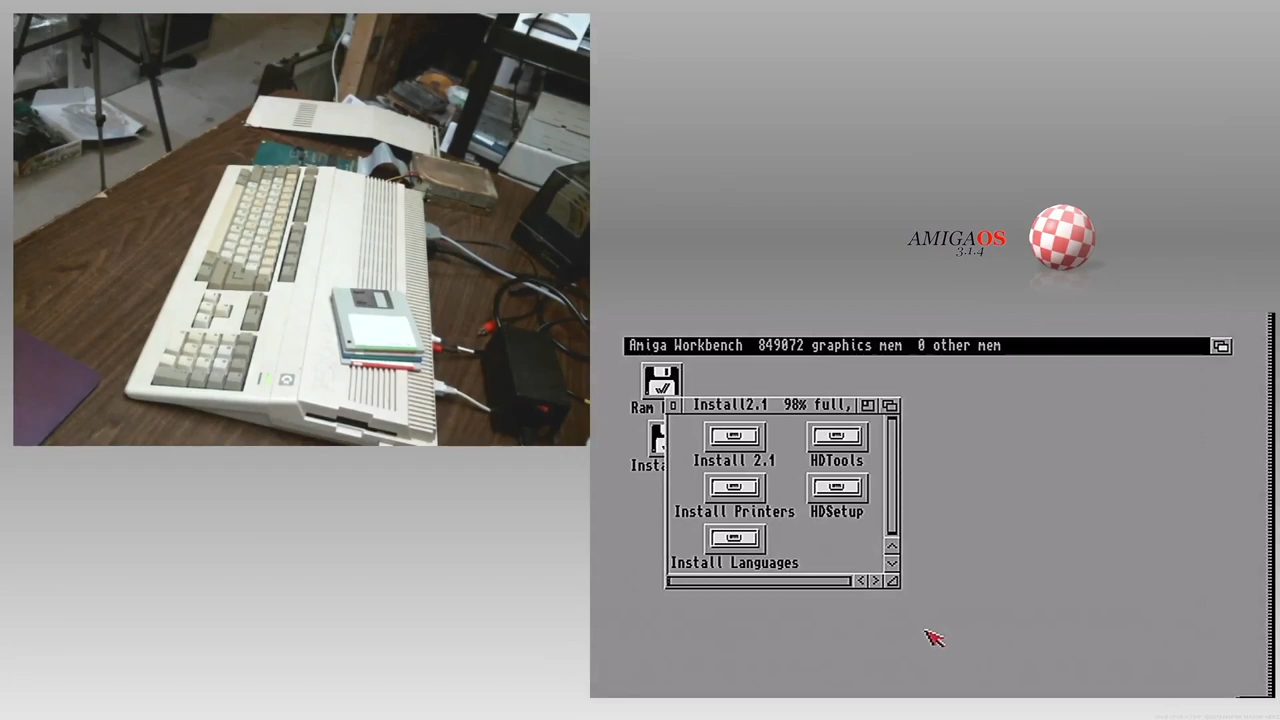 AMIGAOS
3.1.4
Amiga Workbench 849072 graphics mem 0 other mem
Ram
Install2.1 98% full,
Install 2.1 HDTools
Insta
Install Printers HDSetup
Install Languages